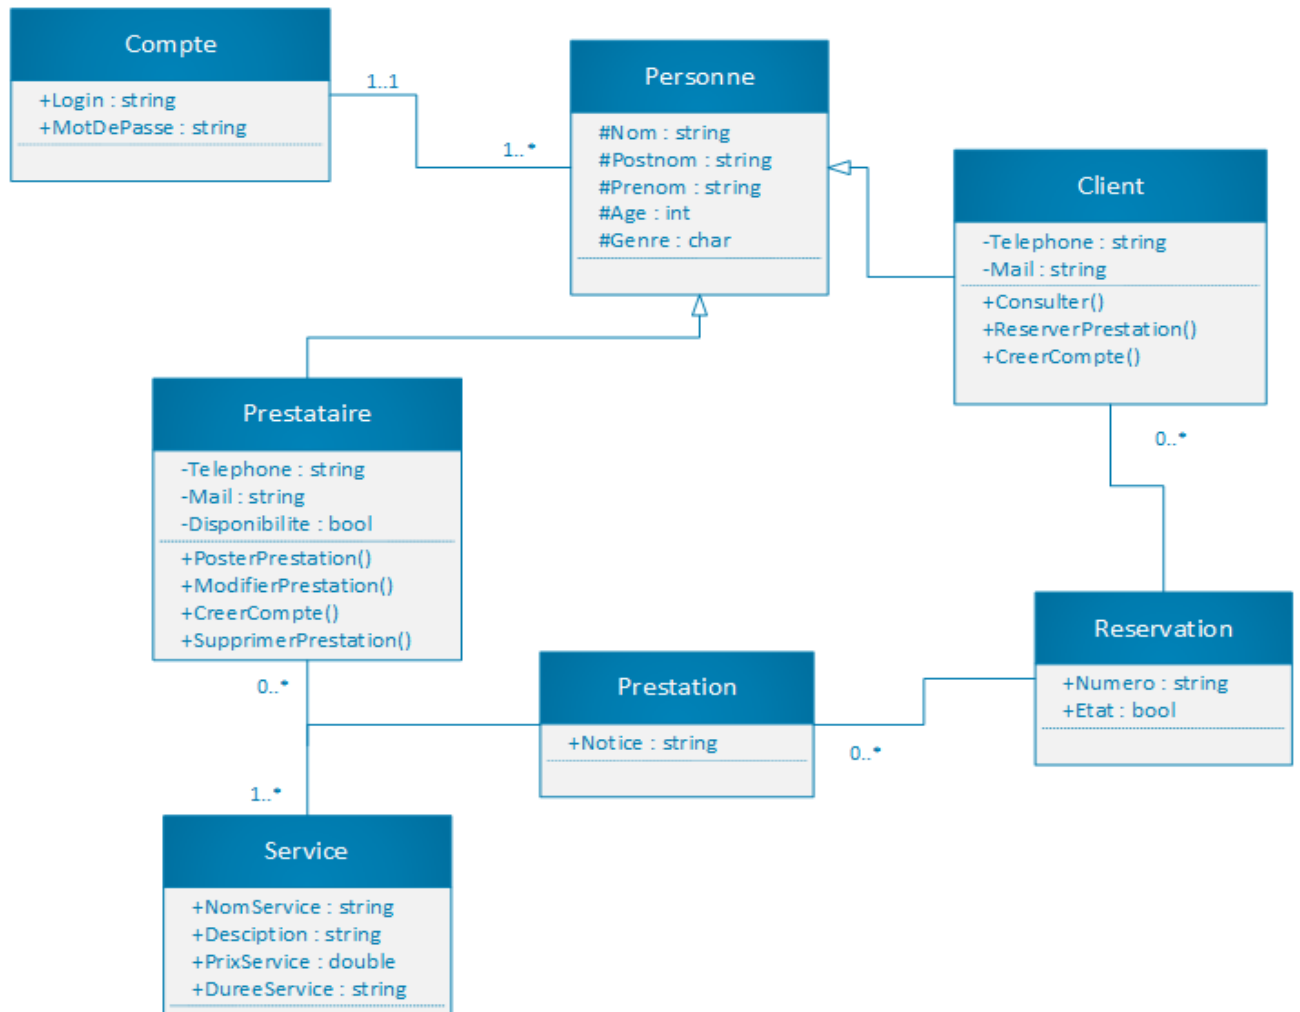 Compte
+Login : string
+MotDePasse : string
1..1
1..*
Personne
#Nom : string
#Postnom : string
#Prenom : string
#Age : int
#Genre : char
Client
-Telephone : string
-Mail : string
+Consulter()
+ReserverPrestation()
+CreerCompte()
0..*
Prestataire
-Telephone : string
-Mail : string
-Disponibilite : bool
+PosterPrestation()
+ModifierPrestation()
+CreerCompte()
+SupprimerPrestation()
0..*
1..*
Prestation
+Notice : string
0..*
Reservation
+Numero : string
+Etat : bool
Service
+NomService : string
+Desciption : string
+PrixService : double
+DureeService : string